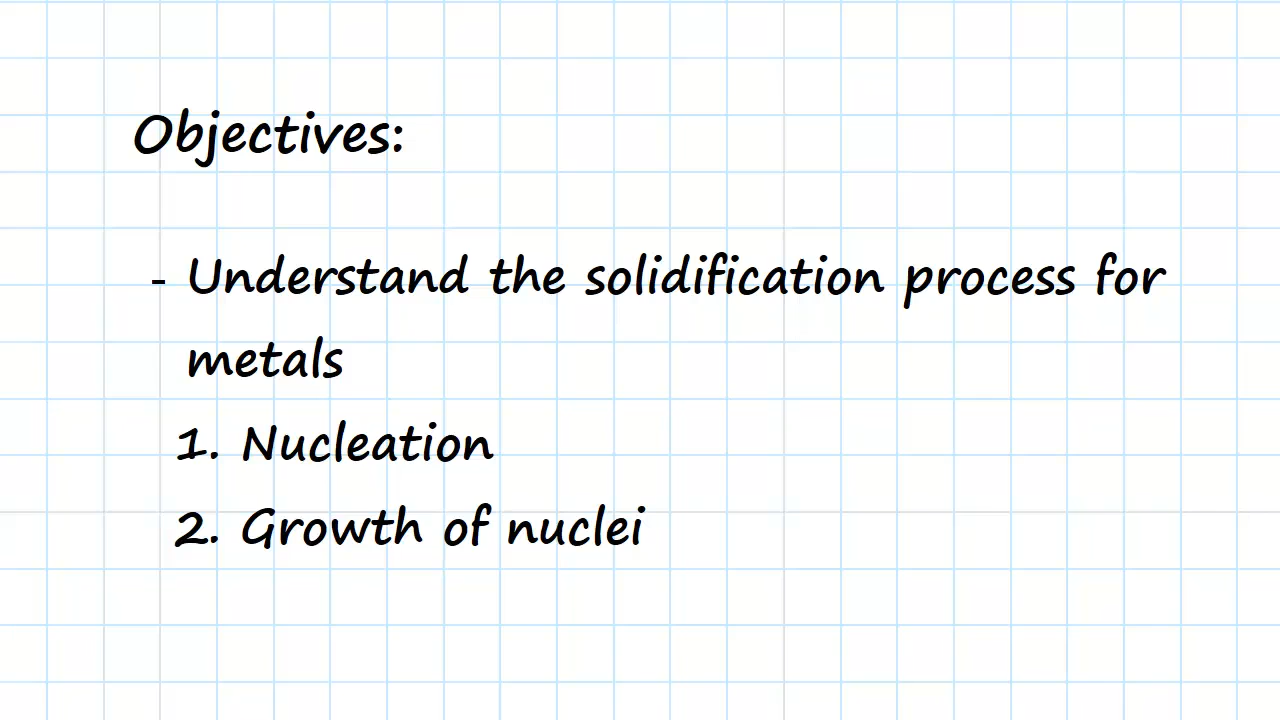 Objectives:
- Understand the solidification process for
metals
1. Nucleation
2. Growth of nuclei